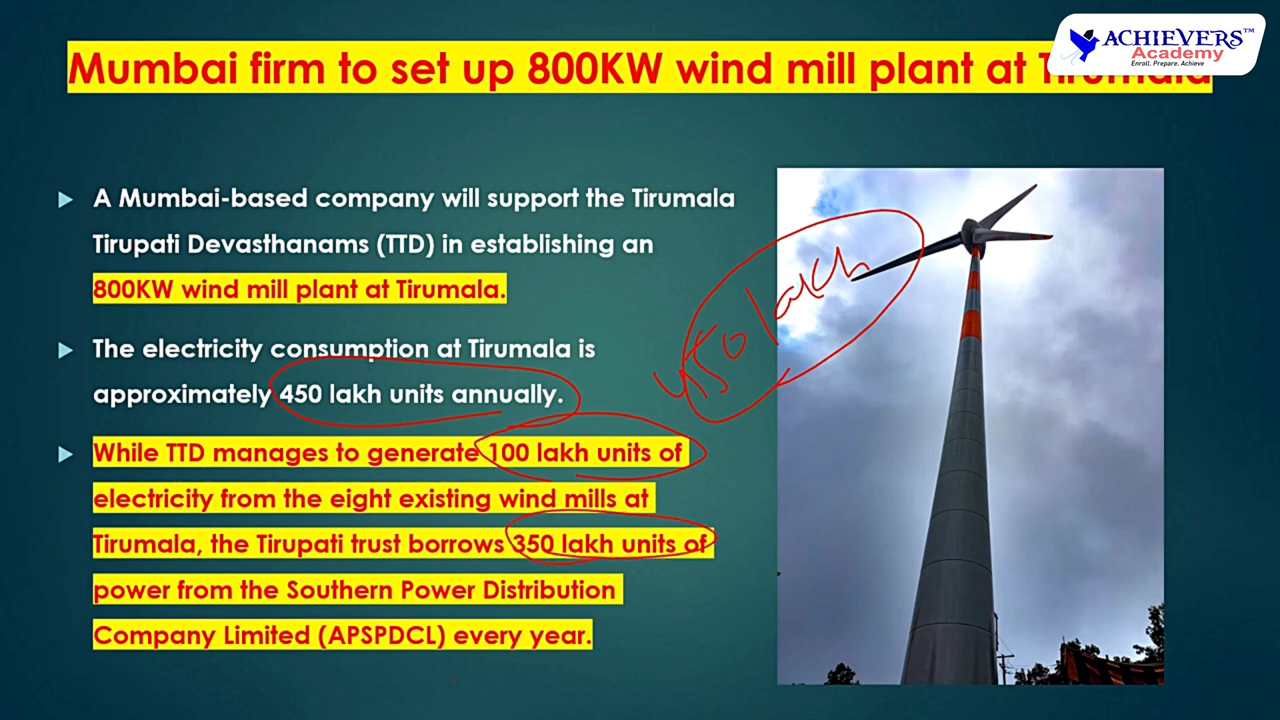 ACHIEVERS™
Academy
Enroll. Prepare. Achieve
Mumbai firm to set up 800KW wind mill plant at Tirumala
A Mumbai-based company will support the Tirumala
Tirupati Devasthanams (TTD) in establishing an
800KW wind mill plant at Tirumala.
The electricity consumption at Tirumala is
approximately 450 lakh units annually.
While TTD manages to generate 100 lakh units of
electricity from the eight existing wind mills at
Tirumala, the Tirupati trust borrows 350 lakh units of
power from the Southern Power Distribution
Company Limited (APSPDCL) every year.
450 lakh